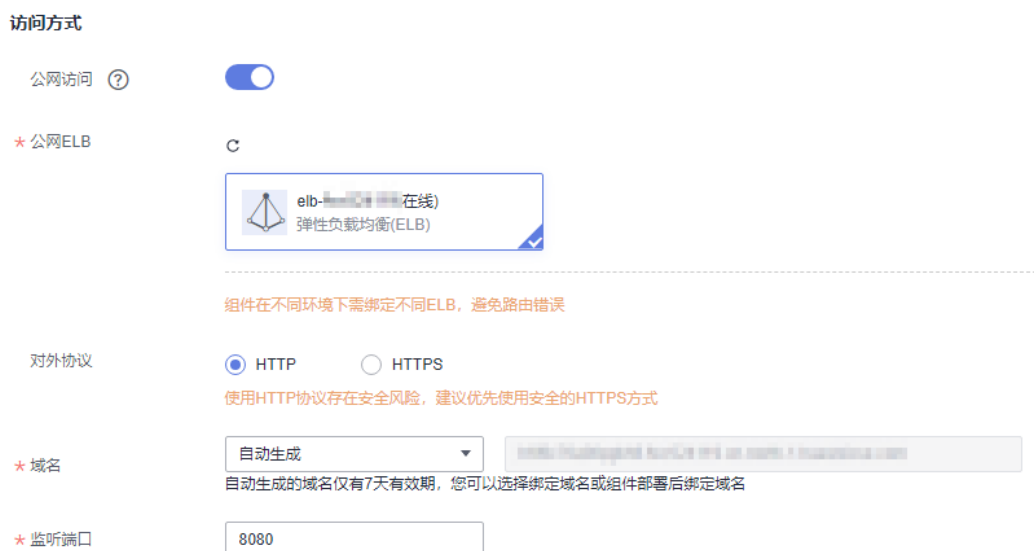 访问方式
公网访问 ?
* 公网ELB
elb- 在线)
弹性负载均衡(ELB)
组件在不同环境下需绑定不同ELB，避免路由错误
对外协议 HTTP HTTPS
使用HTTP协议存在安全风险，建议优先使用安全的HTTPS方式
* 域名 自动生成
自动生成的域名仅有7天有效期，您可以选择绑定域名或组件部署后绑定域名
* 监听端口 8080